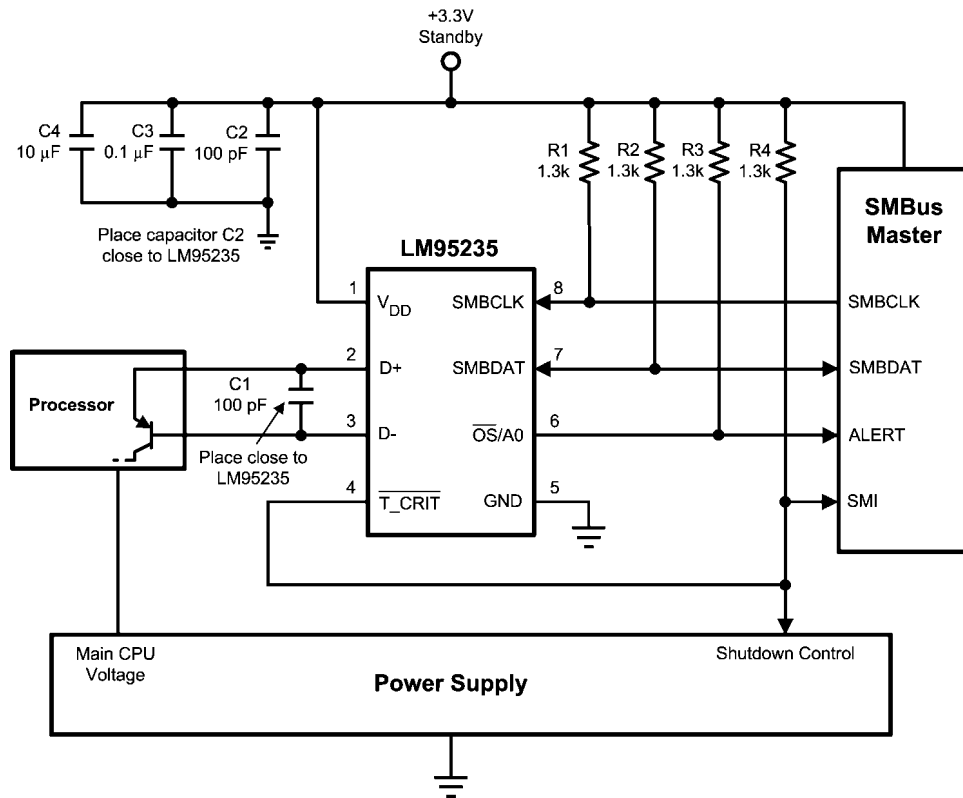 +3.3V
Standby
C4
10 μF
C3
0.1 μF
C2
100 pF
R1
1.3k
R2
1.3k
R3
1.3k
R4
1.3k
SMBus
Master
Place capacitor C2
close to LM95235
LM95235
1
VDD
SMBCLK
8
SMBCLK
2
D+
SMBDAT
7
SMBDAT
Processor
C1
100 pF
3
D-
OS/A0
6
ALERT
Place close to
LM95235
4
T_CRIT
GND
5
SMI
Main CPU
Voltage
Shutdown Control
Power Supply